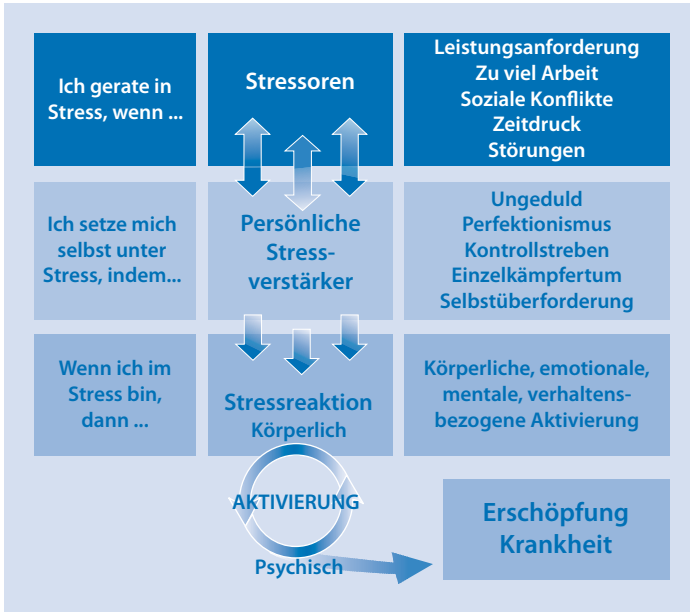 Ich gerate in
Stress, wenn ...
Stressoren
Leistungsanforderung
Zu viel Arbeit
Soziale Konflikte
Zeitdruck
Störungen
Ich setze mich
selbst unter
Stress, indem...
Persönliche
Stress-
verstärker
Ungeduld
Perfektionismus
Kontrollstreben
Einzelkämpfertum
Selbstüberforderung
Wenn ich im
Stress bin,
dann ...
Stressreaktion
Körperlich
Körperliche, emotionale,
mentale, verhaltens-
bezogene Aktivierung
AKTIVIERUNG
Psychisch
Erschöpfung
Krankheit